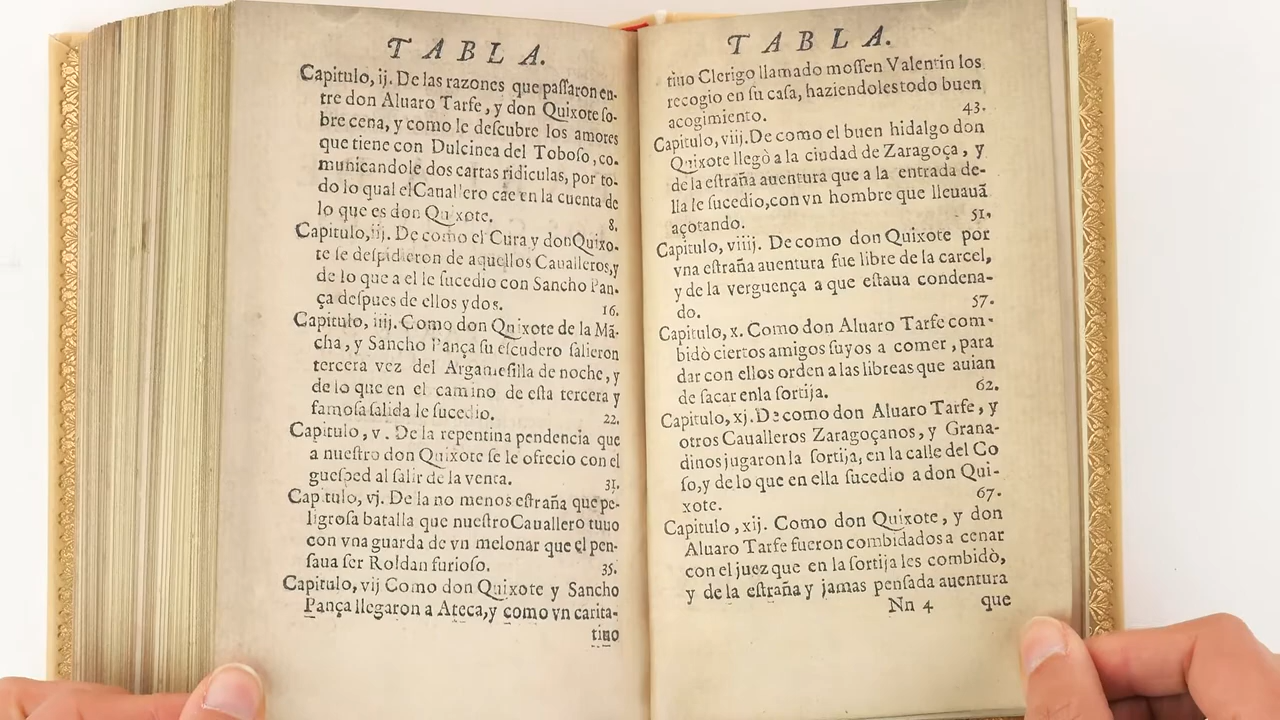 TABLA.
Capitulo, ij. De las razones que paſſaron en-
tre don Aluaro Tarfe, y don Quixote ſo-
bre cena, y como le deſcubre los amores
que tiene con Dulcinea del Toboſo, co-
municandole dos cartas ridiculas, por to-
do lo qual el Cauallero cae en la cuenta de
lo que es don Quixote. 8.
Capitulo, iij. De como el Cura y don Quixo-
te ſe deſpidieron de aquellos Caualleros, y
de lo que a el le ſucedio con Sancho Pan-
ça deſpues de ellos ydos. 16.
Capitulo, iiij. Como don Quixote de la Mã-
cha, y Sancho Pança ſu eſcudero ſalieron
tercera vez del Argameſilla de noche, y
de lo que en el camino de eſta tercera y
famoſa ſalida le ſucedio. 22.
Capitulo, v. De la repentina pendencia que
a nueſtro don Quixote ſe le ofrecio con el
gueſped al ſalir de la venta. 31.
Capitulo, vj. De la no menos eſtraña que pe-
ligroſa batalla que nueſtro Cauallero tuuo
con vna guarda de vn melonar que el pen-
ſaua ſer Roldan furioſo. 35.
Capitulo, vij Como don Quixote y Sancho
Pança llegaron a Ateca, y como vn carita-
tiuo
TABLA.
tiuo Clerigo llamado moſſen Valentin los
recogio en ſu caſa, haziendoles todo buen
acogimiento. 43.
Capitulo, viij. De como el buen hidalgo don
Quixote llegò a la ciudad de Zaragoça, y
de la eſtraña auentura que a la entrada de-
lla le ſucedio, con vn hombre que lleuauã
açotando. 51.
Capitulo, viiij. De como don Quixote por
vna eſtraña auentura fue libre de la carcel,
y de la verguença a que eſtaua condena-
do. 57.
Capitulo, x. Como don Aluaro Tarfe com-
bidò ciertos amigos ſuyos a comer, para
dar con ellos orden a las libreas que auian
de ſacar enla ſortija. 62.
Capitulo, xj. De como don Aluaro Tarfe, y
otros Caualleros Zaragoçanos, y Grana-
dinos jugaron la ſortija, en la calle del Co
ſo, y de lo que en ella ſucedio a don Qui-
xote. 67.
Capitulo, xij. Como don Quixote, y don
Aluaro Tarfe fueron combidados a cenar
con el juez que en la ſortija les combidò,
y de la eſtraña y jamas penſada auentura
Nn 4 que